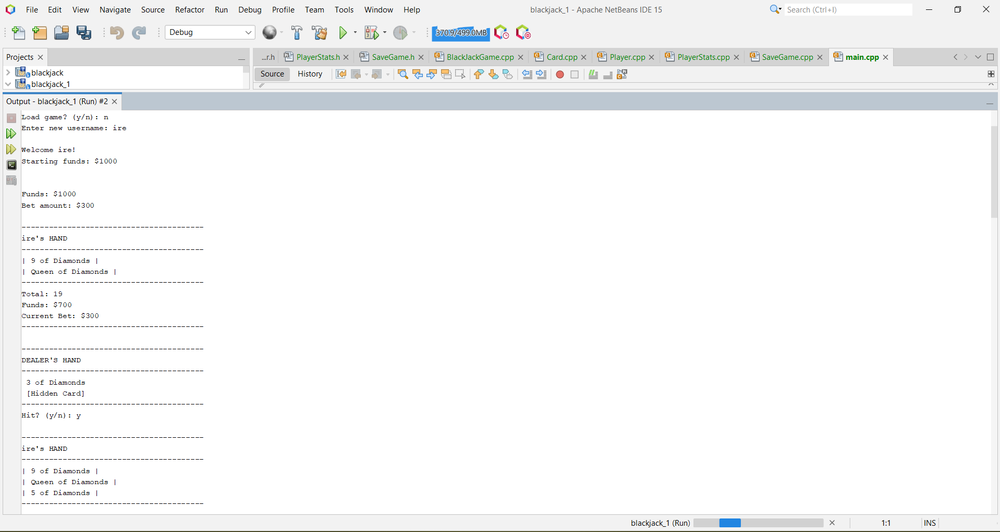 File Edit View Navigate Source Refactor Run Debug Profile Team Tools Window Help blackjack_1 - Apache NetBeans IDE 15 Search (Ctrl+I)
Debug 370.9/499.0MB
Projects ...r.h PlayerStats.h SaveGame.h BlackJackGame.cpp Card.cpp Player.cpp PlayerStats.cpp SaveGame.cpp main.cpp
blackjack Source History
blackjack_1
Output - blackjack_1 (Run) #2
Load game? (y/n): n
Enter new username: ire
Welcome ire!
Starting funds: $1000
Funds: $1000
Bet amount: $300
----------------------------------------
ire's HAND
----------------------------------------
| 9 of Diamonds |
| Queen of Diamonds |
----------------------------------------
Total: 19
Funds: $700
Current Bet: $300
----------------------------------------
----------------------------------------
DEALER'S HAND
----------------------------------------
3 of Diamonds
[Hidden Card]
----------------------------------------
Hit? (y/n): y
----------------------------------------
ire's HAND
----------------------------------------
| 9 of Diamonds |
| Queen of Diamonds |
| 5 of Diamonds |
----------------------------------------
blackjack_1 (Run) 1:1 INS